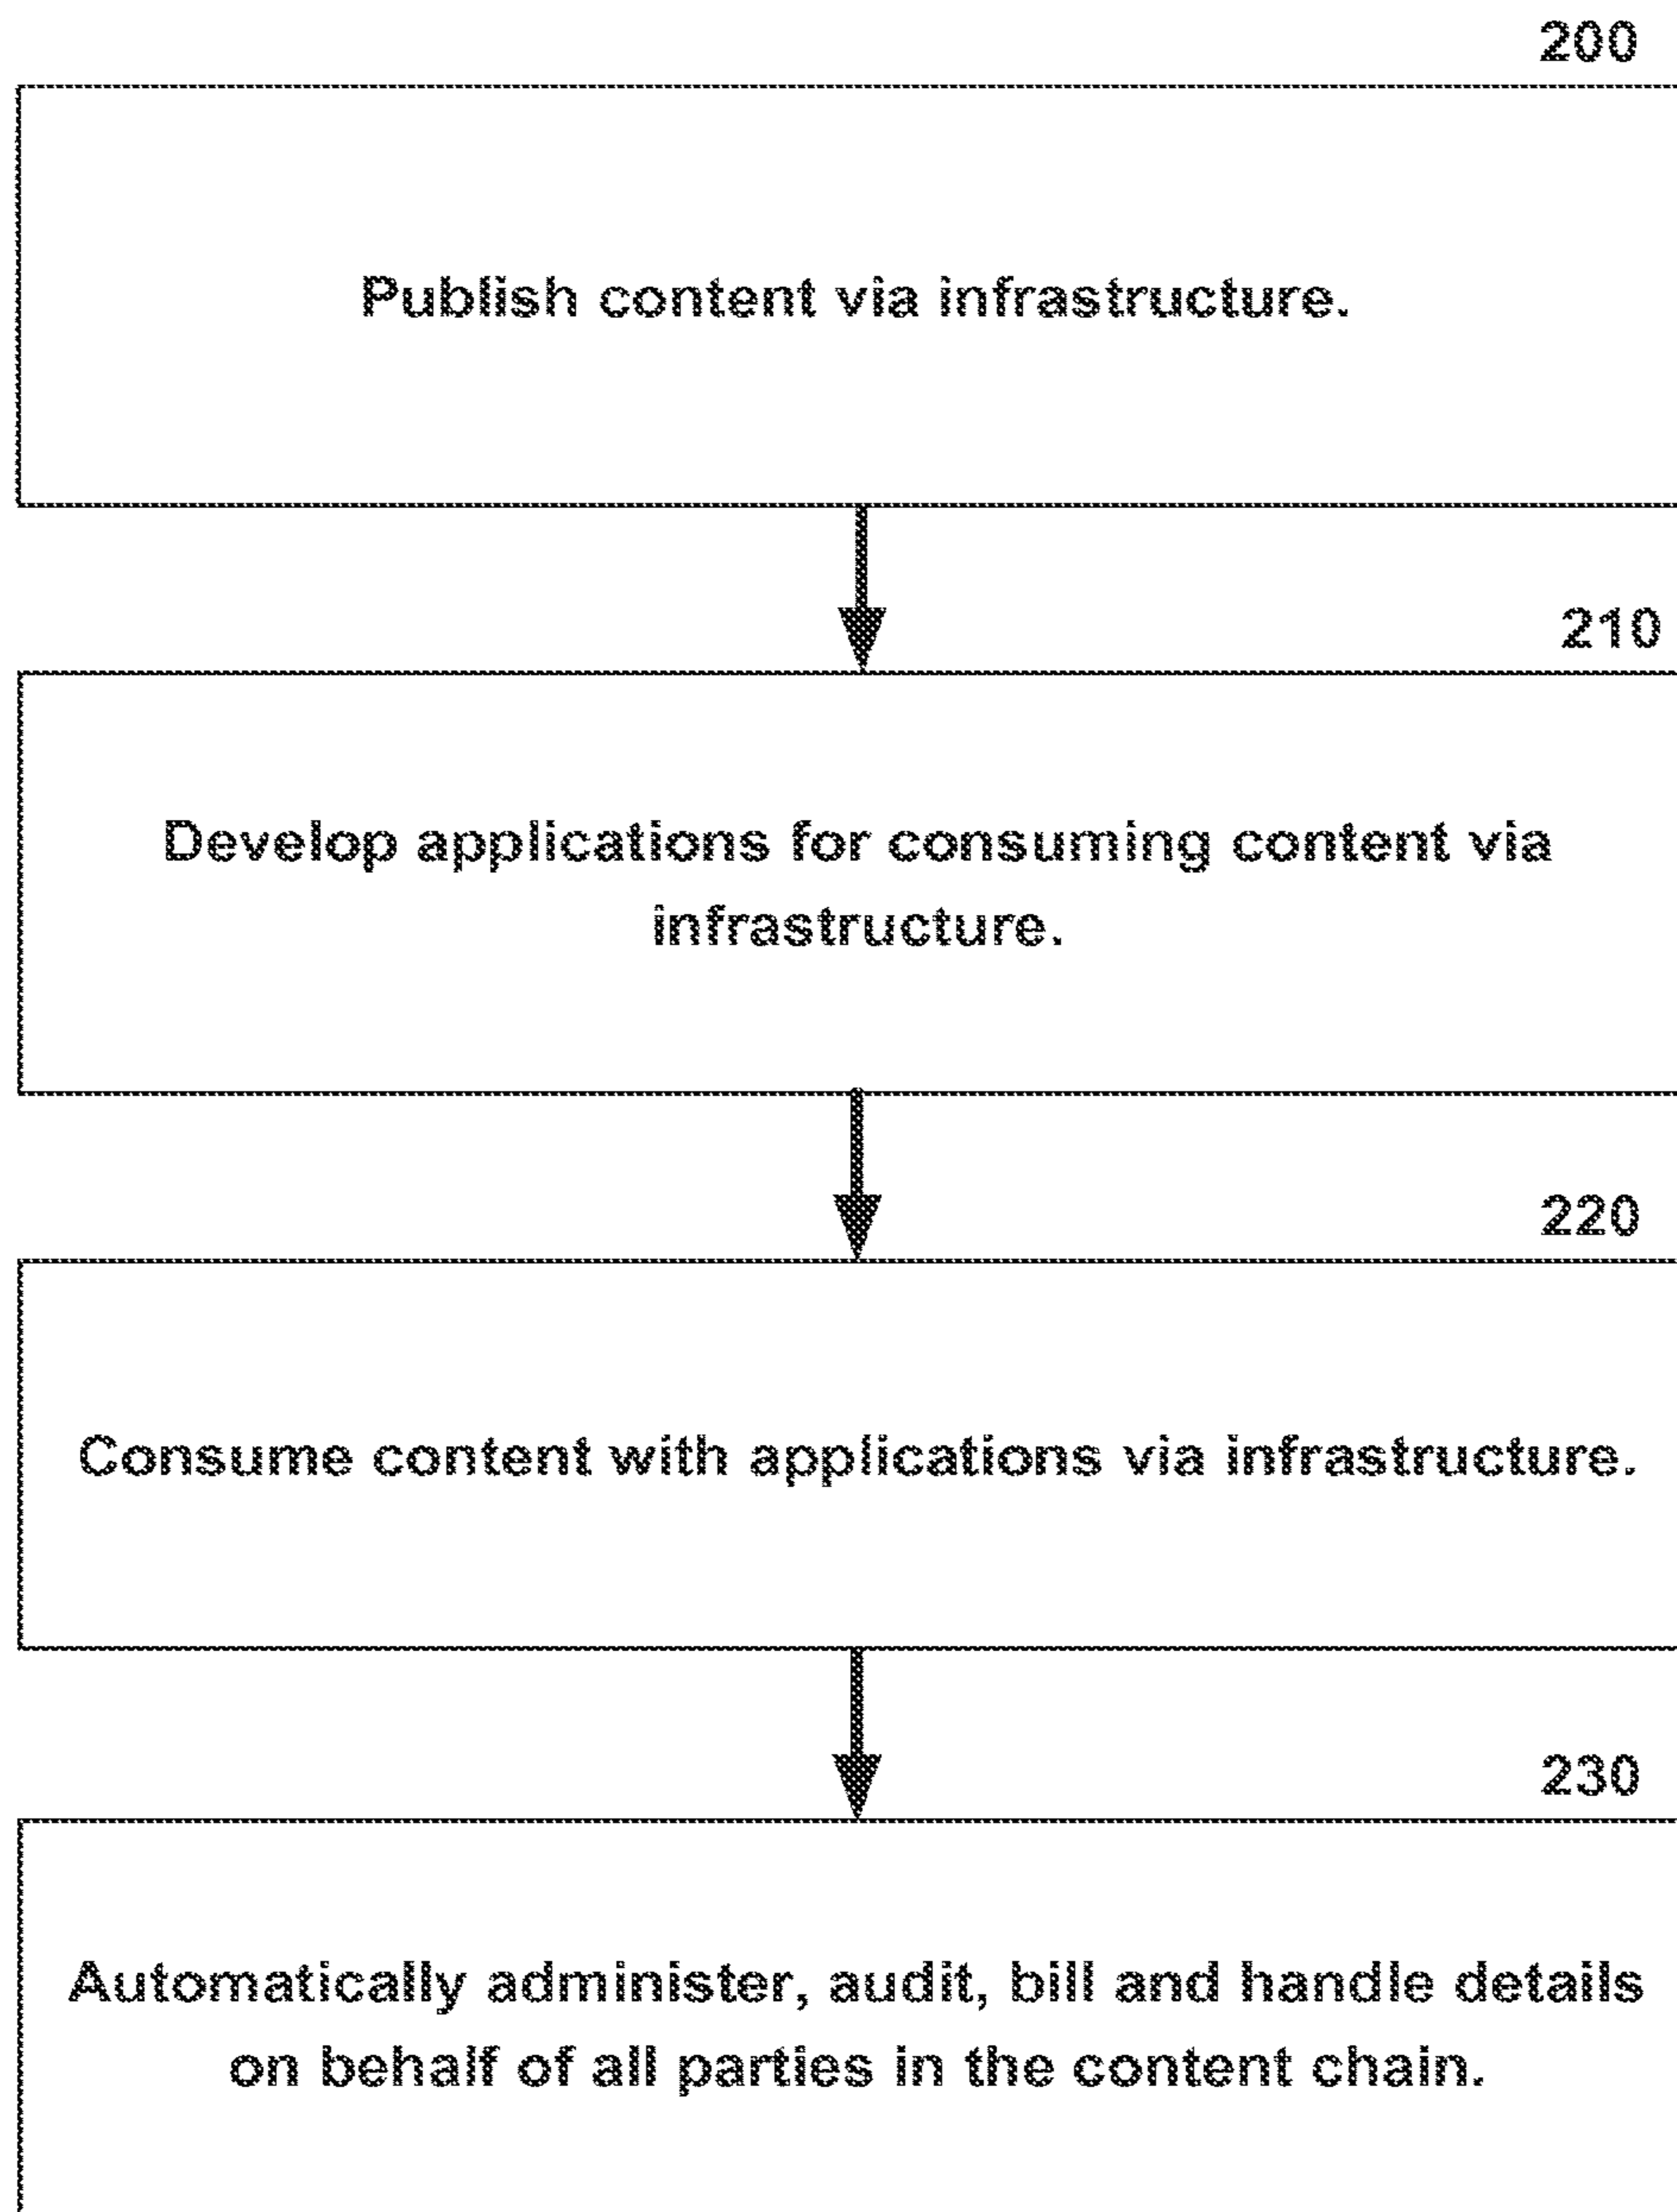 200
Publish content via infrastructure.
210
Develop applications for consuming content via
infrastructure.
220
Consume content with applications via infrastructure.
230
Automatically administer, audit, bill and handle details
on behalf of all parties in the content chain.